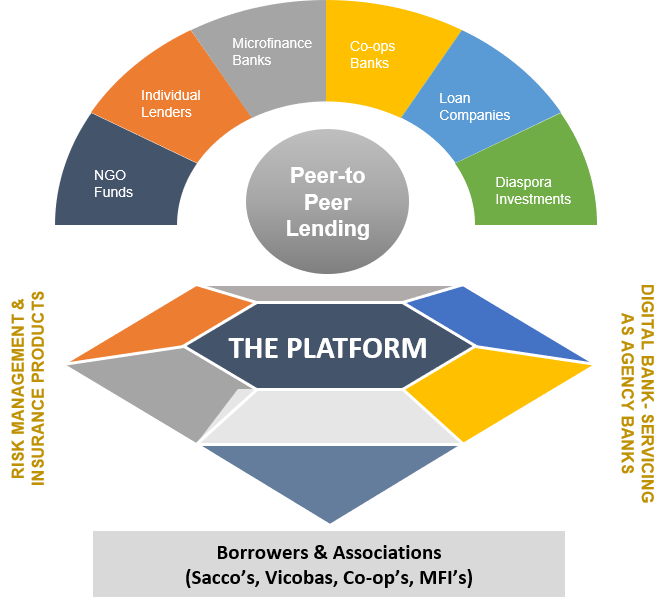 Microfinance
Banks
Co-ops
Banks
Individual
Lenders
Loan
Companies
NGO
Funds
Diaspora
Investments
Peer-to
Peer
Lending
RISK MANAGEMENT &
INSURANCE PRODUCTS
THE PLATFORM
DIGITAL BANK- SERVICING
AS AGENCY BANKS
Borrowers & Associations
(Sacco’s, Vicobas, Co-op’s, MFI’s)